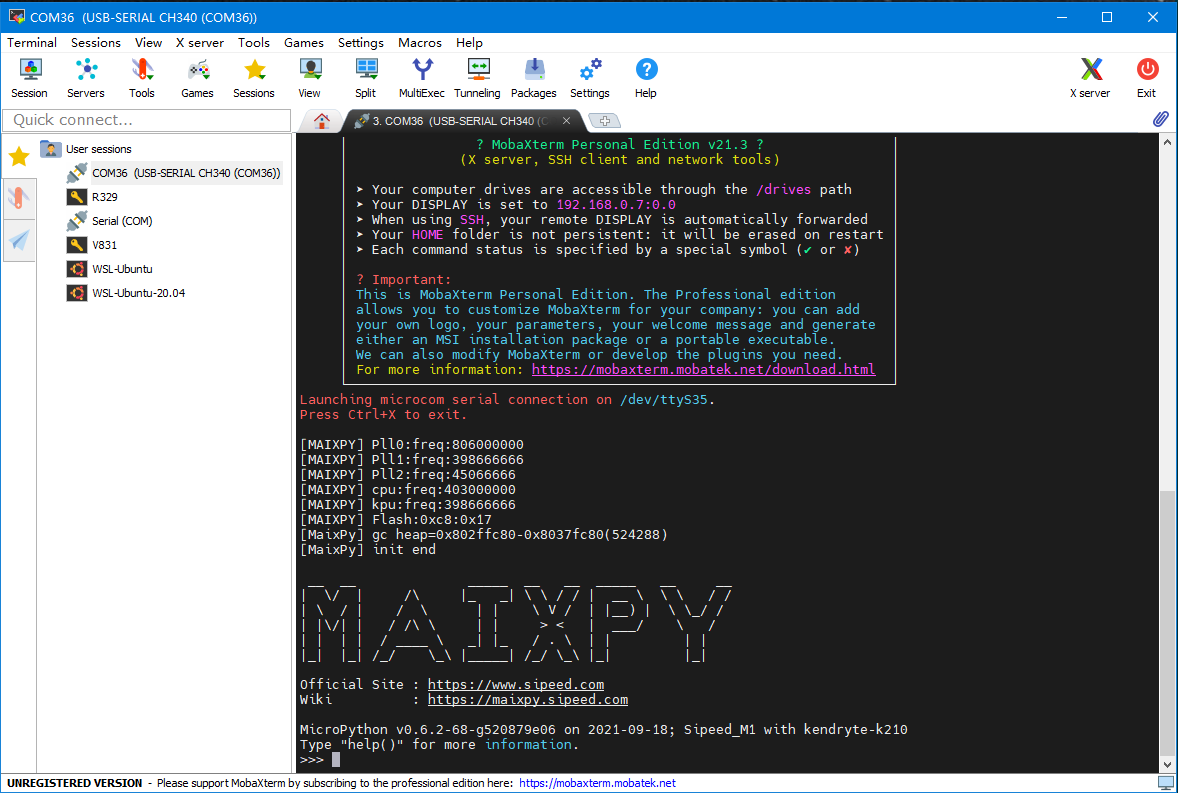 COM36 (USB-SERIAL CH340 (COM36))
Terminal Sessions View X server Tools Games Settings Macros Help
Session Servers Tools Games Sessions View Split MultiExec Tunneling Packages Settings Help X server Exit
Quick connect...
3. COM36 (USB-SERIAL CH340 (C
User sessions
COM36 (USB-SERIAL CH340 (COM36))
R329
Serial (COM)
V831
WSL-Ubuntu
WSL-Ubuntu-20.04
? MobaXterm Personal Edition v21.3 ?
(X server, SSH client and network tools)
➤ Your computer drives are accessible through the /drives path
➤ Your DISPLAY is set to 192.168.0.7:0.0
➤ When using SSH, your remote DISPLAY is automatically forwarded
➤ Your HOME folder is not persistent: it will be erased on restart
➤ Each command status is specified by a special symbol (✔ or ✘)
? Important:
This is MobaXterm Personal Edition. The Professional edition
allows you to customize MobaXterm for your company: you can add
your own logo, your parameters, your welcome message and generate
either an MSI installation package or a portable executable.
We can also modify MobaXterm or develop the plugins you need.
For more information: https://mobaxterm.mobatek.net/download.html
Launching microcom serial connection on /dev/ttyS35.
Press Ctrl+X to exit.
[MAIXPY] Pll0:freq:806000000
[MAIXPY] Pll1:freq:398666666
[MAIXPY] Pll2:freq:45066666
[MAIXPY] cpu:freq:403000000
[MAIXPY] kpu:freq:398666666
[MAIXPY] Flash:0xc8:0x17
[MaixPy] gc heap=0x802ffc80-0x8037fc80(524288)
[MaixPy] init end
MAIXPY
Official Site : https://www.sipeed.com
Wiki : https://maixpy.sipeed.com
MicroPython v0.6.2-68-g520879e06 on 2021-09-18; Sipeed_M1 with kendryte-k210
Type "help()" for more information.
>>>
UNREGISTERED VERSION - Please support MobaXterm by subscribing to the professional edition here: https://mobaxterm.mobatek.net